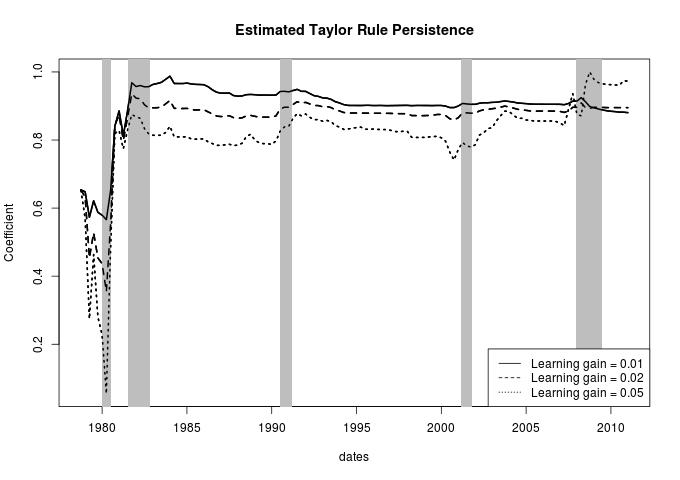 Estimated Taylor Rule Persistence
Coefficient
1.0
0.8
0.6
0.4
0.2
1980 1985 1990 1995 2000 2005 2010
dates
Learning gain = 0.01
Learning gain = 0.02
Learning gain = 0.05